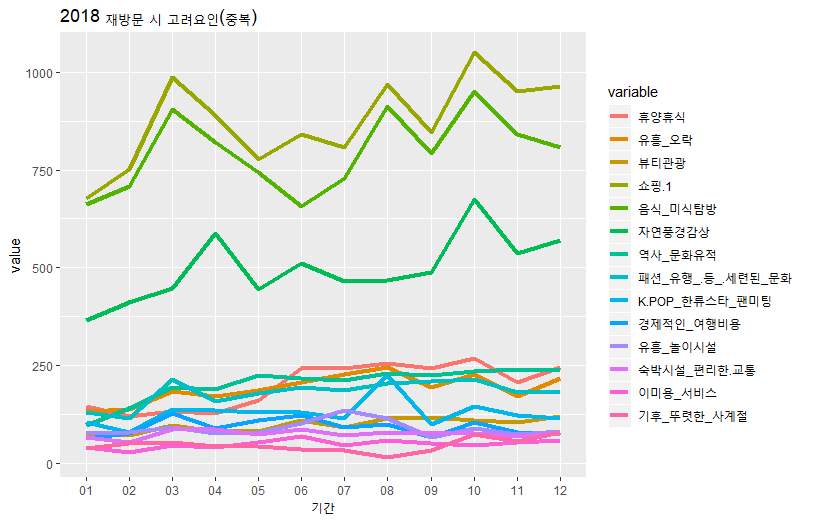 2018 재방문 시 고려요인(중복)
1000
750
500
250
0
value
01 02 03 04 05 06 07 08 09 10 11 12
기간
variable
휴양휴식
유흥_오락
뷰티관광
쇼핑.1
음식_미식탐방
자연풍경감상
역사_문화유적
패션_유행_.등_.세련된_문화
K.POP_한류스타_팬미팅
경제적인_여행비용
유흥_놀이시설
숙박시설_편리한.교통
이미용_서비스
기후_뚜렷한_사계절